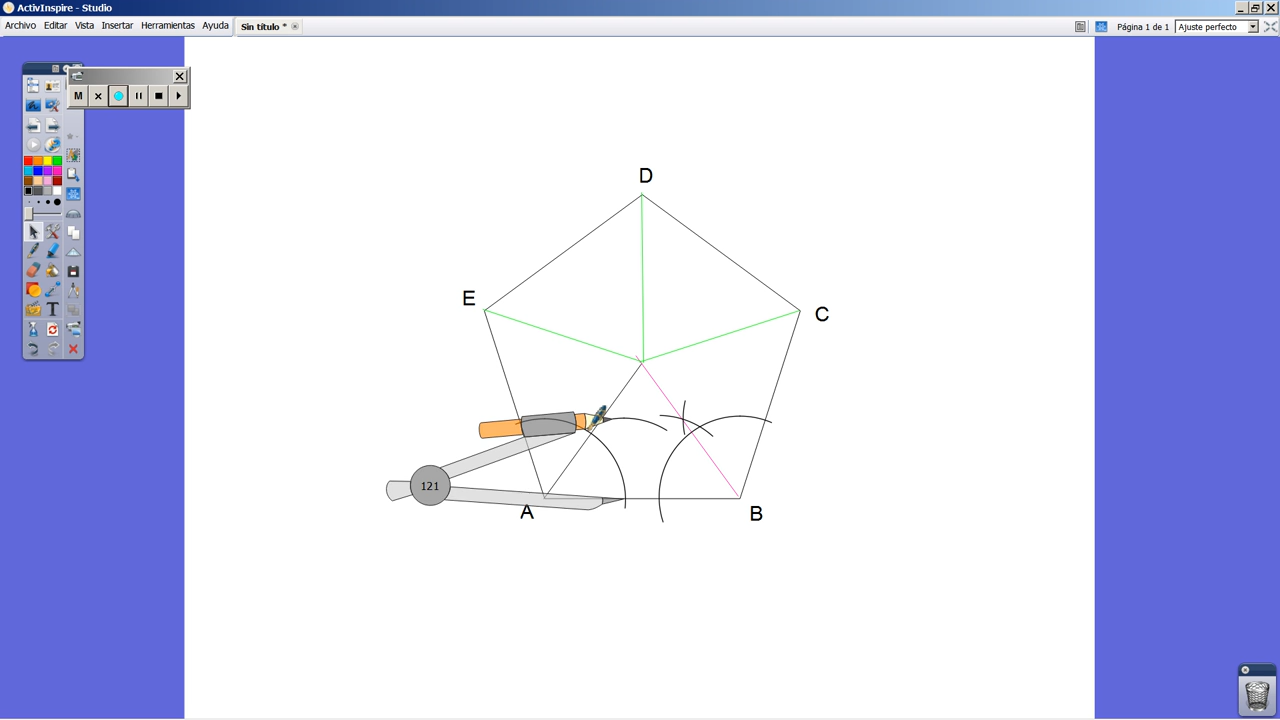 ActivInspire - Studio
Archivo Editar Vista Insertar Herramientas Ayuda Sin título * Página 1 de 1 Ajuste perfecto
M
T
D
E
C
121
A
B